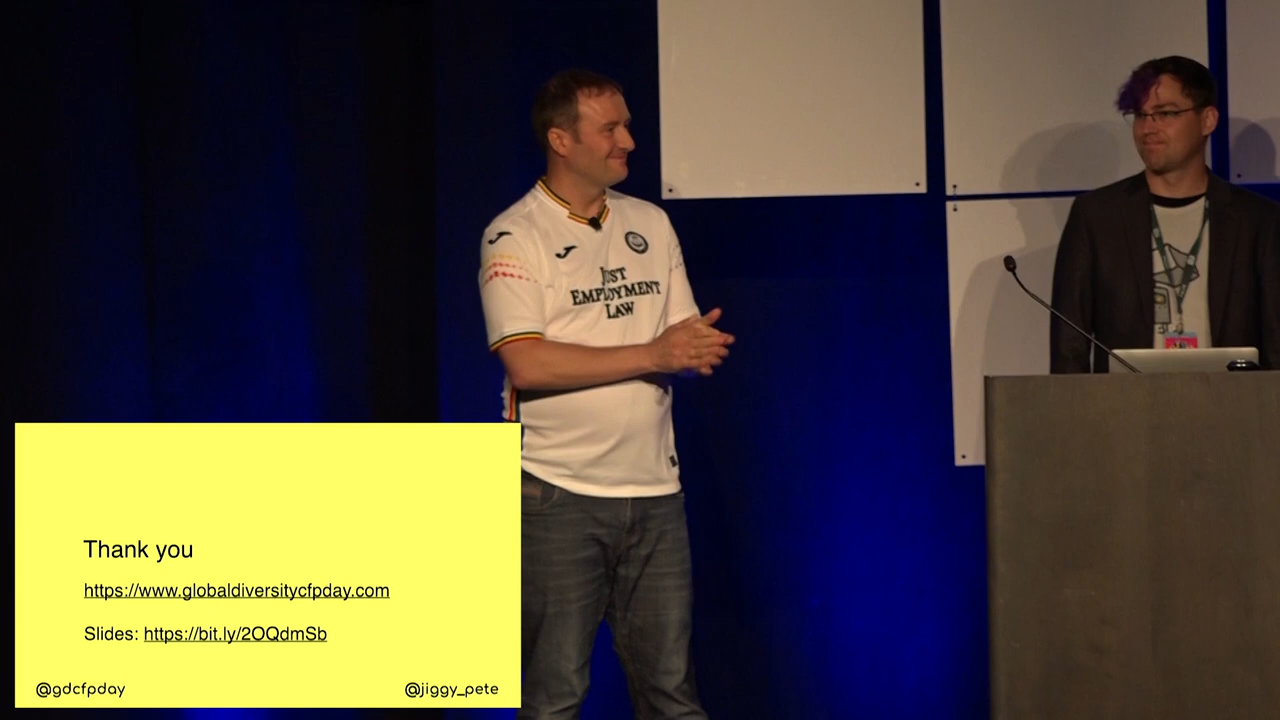 JUST
EMPLOYMENT
LAW
Thank you
https://www.globaldiversitycfpday.com
Slides: https://bit.ly/2OQdmSb
@gdcfpday
@jiggy_pete